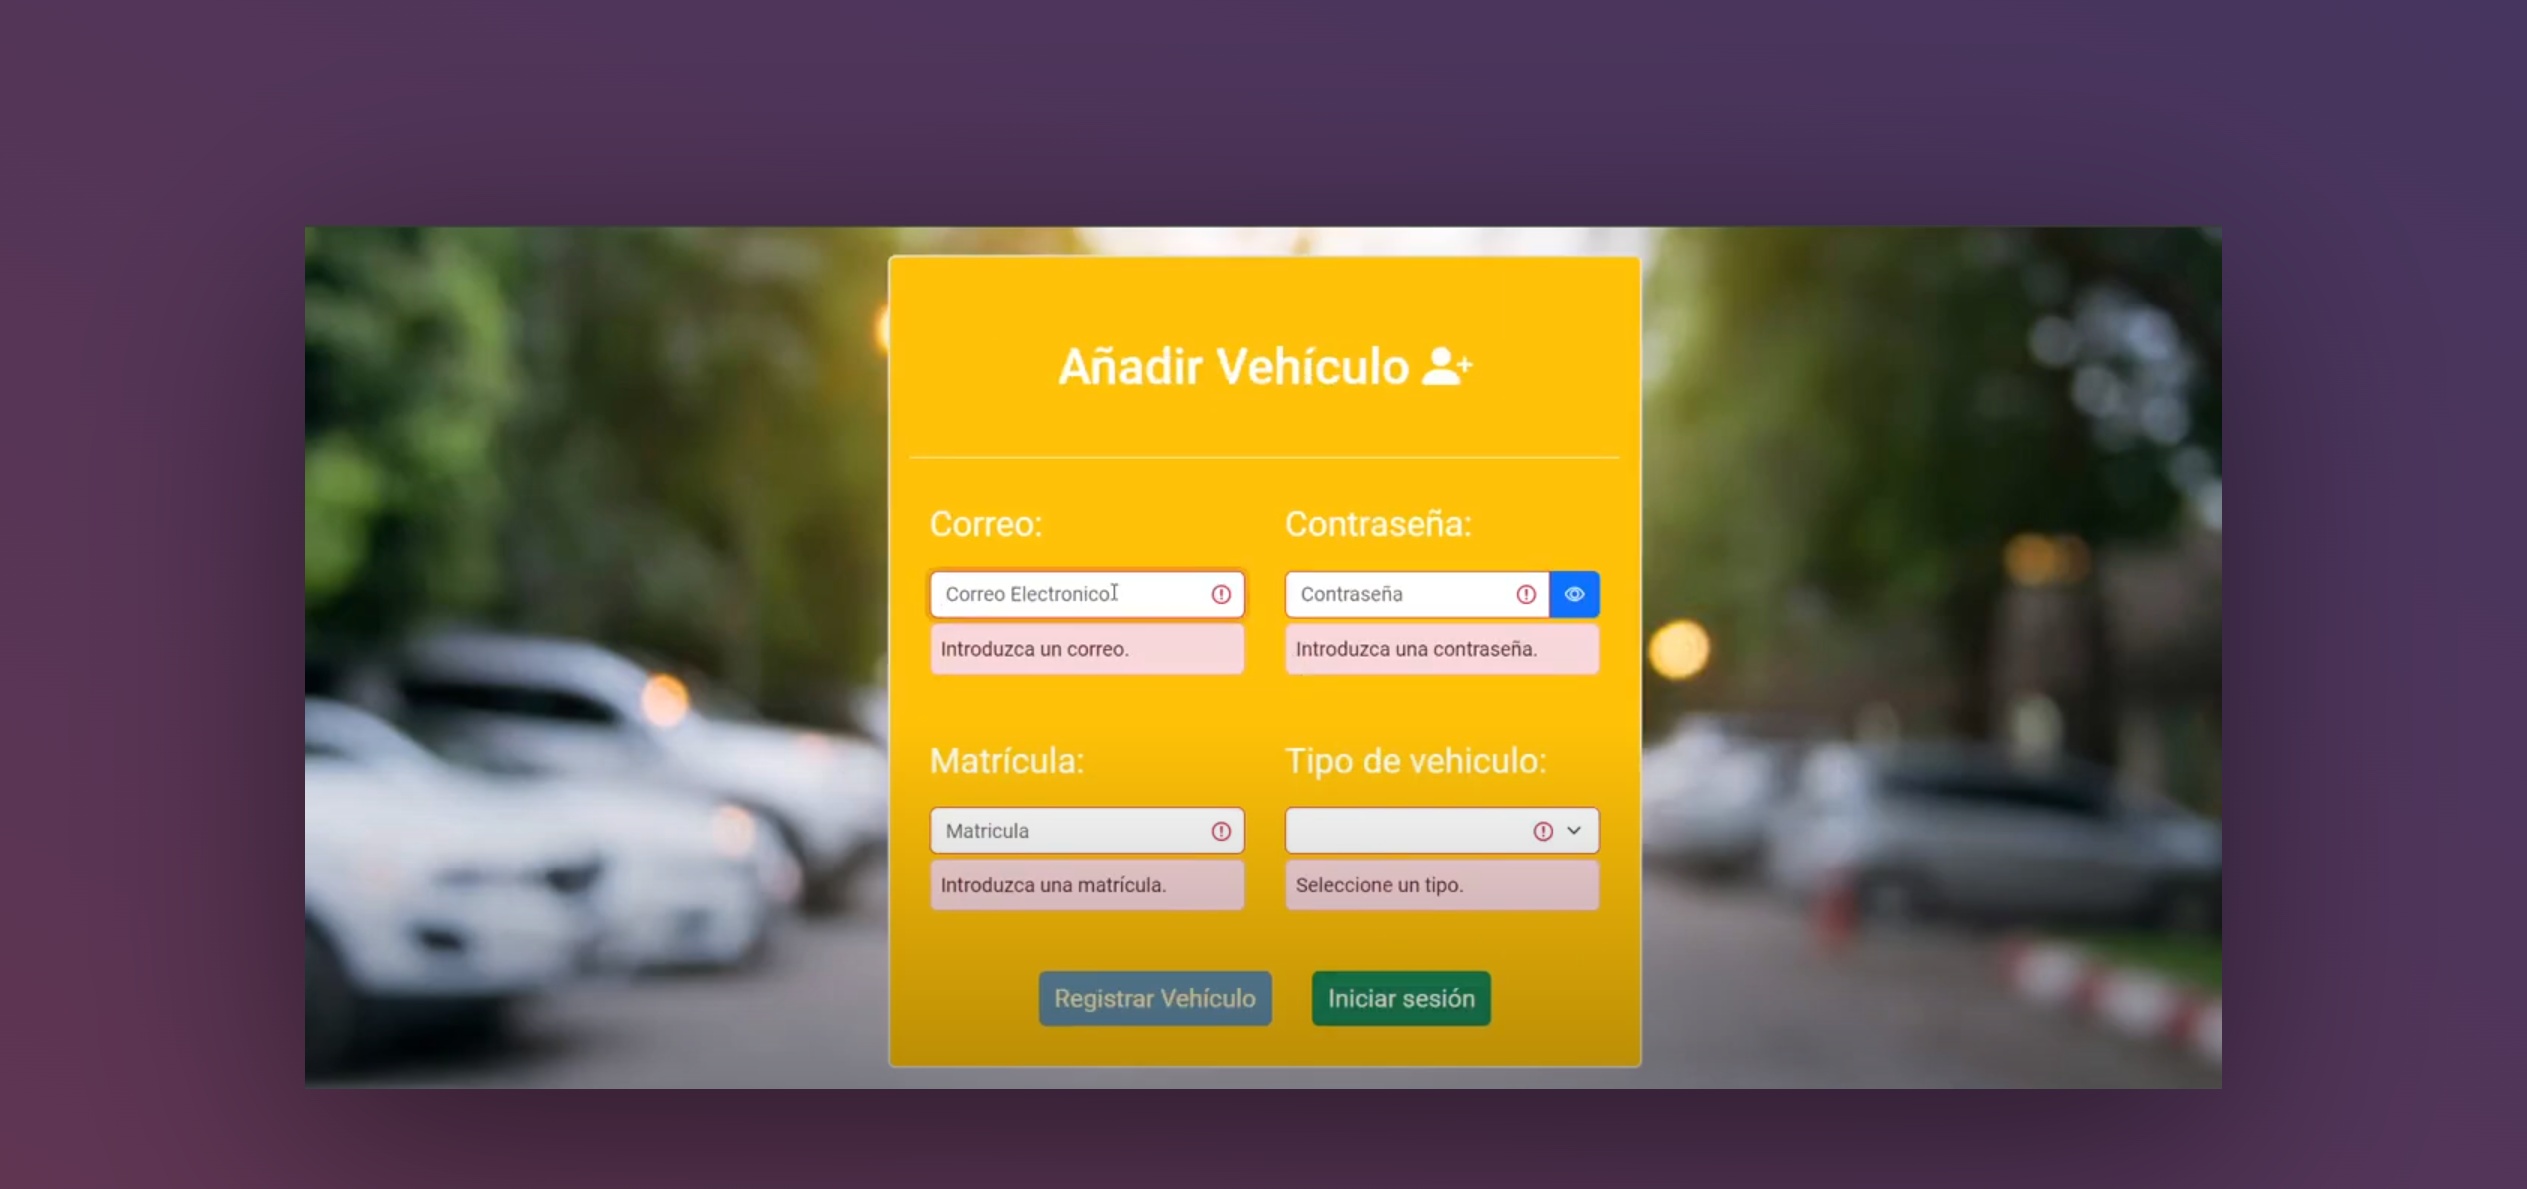 Añadir Vehículo
Correo: Contraseña:
Correo Electronico Contraseña
Introduzca un correo. Introduzca una contraseña.
Matrícula: Tipo de vehiculo:
Matricula
Introduzca una matrícula. Seleccione un tipo.
Registrar Vehículo Iniciar sesión